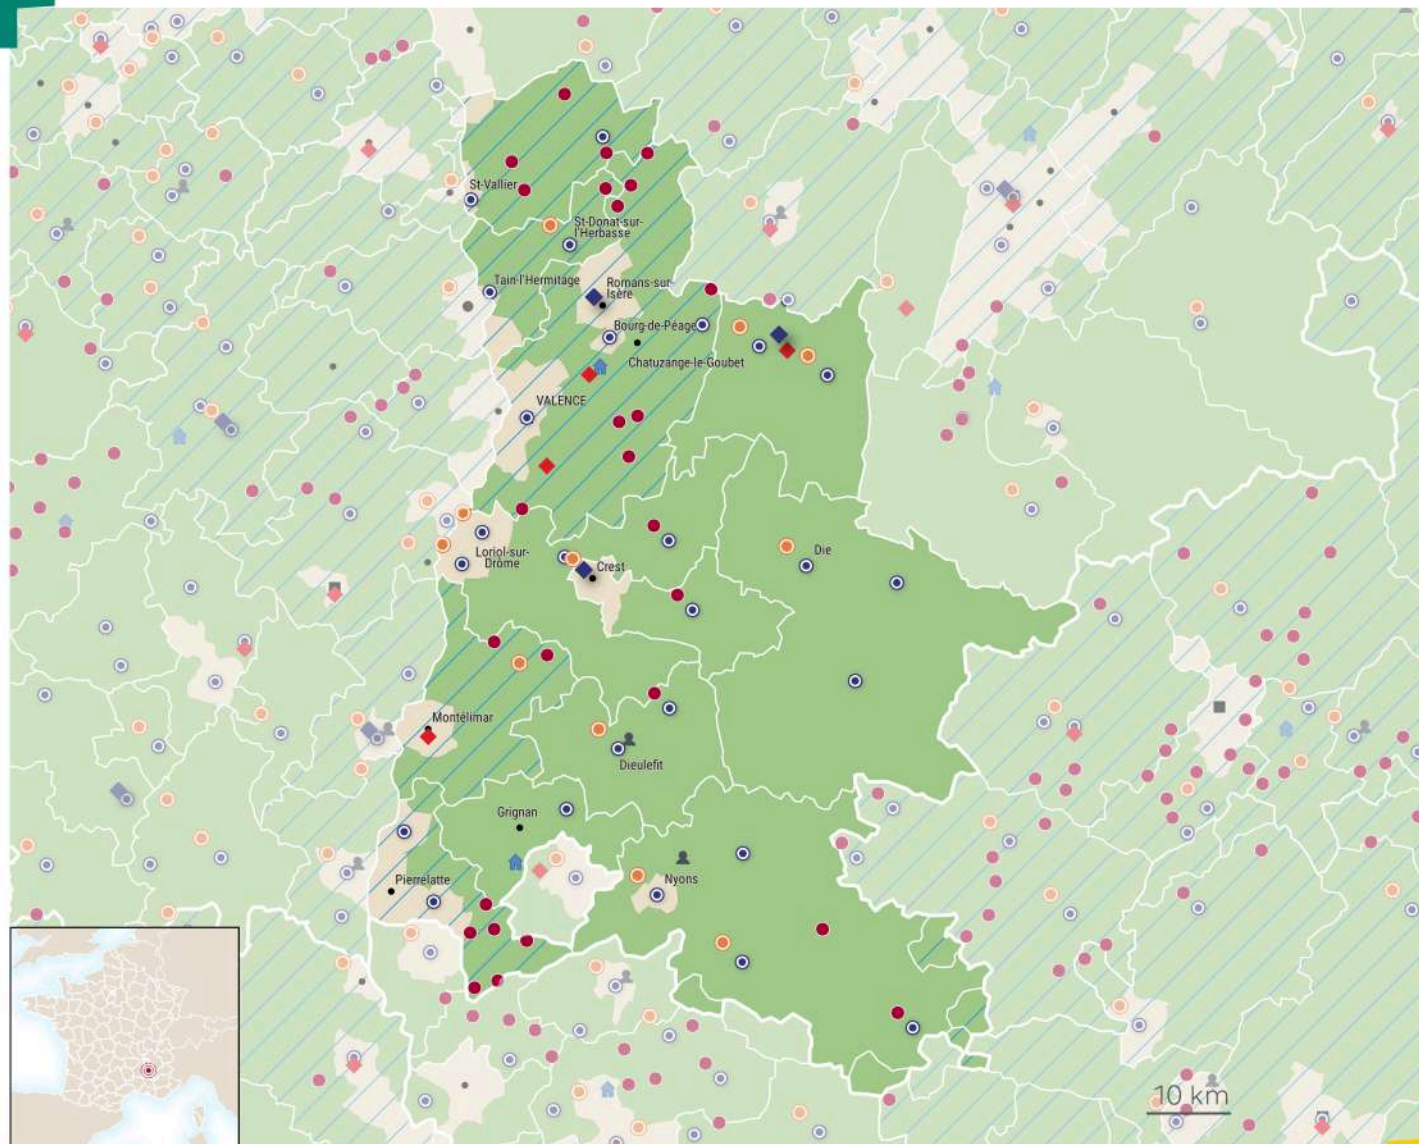 St-Vallier
St-Donat-sur-
l'Herbasse
Tain-l'Hermitage
Romans-sur-
Isère
Bourg-de-Péage
Chatuzange-le-Goubet
VALENCE
Loriol-sur-
Drôme
Crest
Die
Montélimar
Dieulefit
Grignan
Pierrelatte
Nyons
10 km